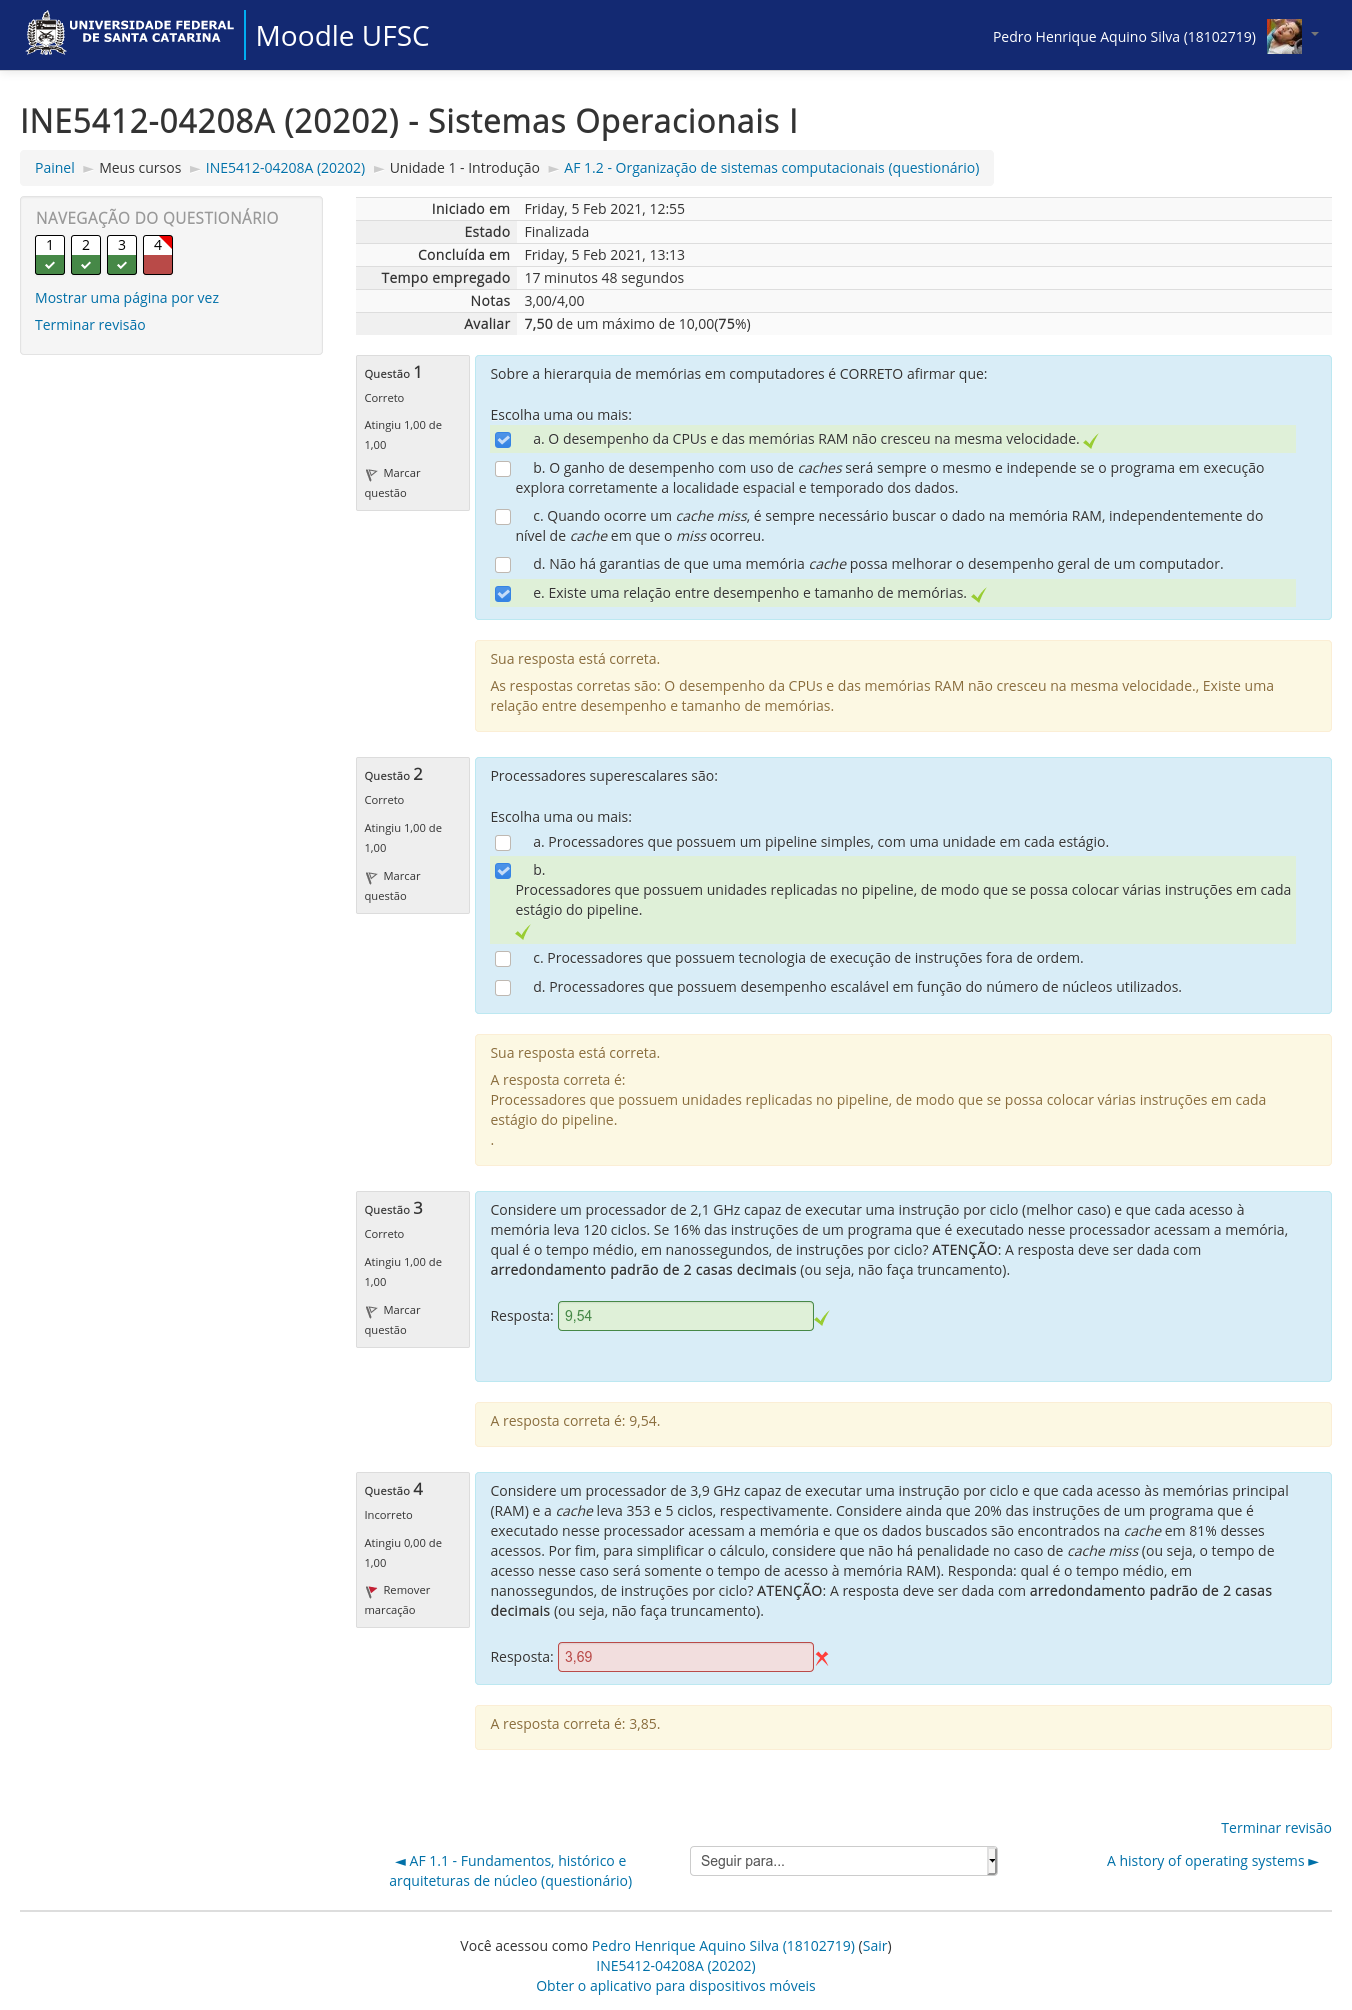 UNIVERSIDADE FEDERAL
DE SANTA CATARINA
Moodle UFSC
Pedro Henrique Aquino Silva (18102719)
INE5412-04208A (20202) - Sistemas Operacionais I
Painel ► Meus cursos ► INE5412-04208A (20202) ► Unidade 1 - Introdução ► AF 1.2 - Organização de sistemas computacionais (questionário)
NAVEGAÇÃO DO QUESTIONÁRIO
1 2 3 4
Mostrar uma página por vez
Terminar revisão
Iniciado em Friday, 5 Feb 2021, 12:55
Estado Finalizada
Concluída em Friday, 5 Feb 2021, 13:13
Tempo empregado 17 minutos 48 segundos
Notas 3,00/4,00
Avaliar 7,50 de um máximo de 10,00(75%)
Questão 1
Correto
Atingiu 1,00 de
1,00
Marcar
questão
Sobre a hierarquia de memórias em computadores é CORRETO afirmar que:
Escolha uma ou mais:
a. O desempenho da CPUs e das memórias RAM não cresceu na mesma velocidade.
b. O ganho de desempenho com uso de caches será sempre o mesmo e independe se o programa em execução
explora corretamente a localidade espacial e temporado dos dados.
c. Quando ocorre um cache miss, é sempre necessário buscar o dado na memória RAM, independentemente do
nível de cache em que o miss ocorreu.
d. Não há garantias de que uma memória cache possa melhorar o desempenho geral de um computador.
e. Existe uma relação entre desempenho e tamanho de memórias.
Sua resposta está correta.
As respostas corretas são: O desempenho da CPUs e das memórias RAM não cresceu na mesma velocidade., Existe uma
relação entre desempenho e tamanho de memórias.
Questão 2
Correto
Atingiu 1,00 de
1,00
Marcar
questão
Processadores superescalares são:
Escolha uma ou mais:
a. Processadores que possuem um pipeline simples, com uma unidade em cada estágio.
b.
Processadores que possuem unidades replicadas no pipeline, de modo que se possa colocar várias instruções em cada
estágio do pipeline.
c. Processadores que possuem tecnologia de execução de instruções fora de ordem.
d. Processadores que possuem desempenho escalável em função do número de núcleos utilizados.
Sua resposta está correta.
A resposta correta é:
Processadores que possuem unidades replicadas no pipeline, de modo que se possa colocar várias instruções em cada
estágio do pipeline.
.
Questão 3
Correto
Atingiu 1,00 de
1,00
Marcar
questão
Considere um processador de 2,1 GHz capaz de executar uma instrução por ciclo (melhor caso) e que cada acesso à
memória leva 120 ciclos. Se 16% das instruções de um programa que é executado nesse processador acessam a memória,
qual é o tempo médio, em nanossegundos, de instruções por ciclo? ATENÇÃO: A resposta deve ser dada com
arredondamento padrão de 2 casas decimais (ou seja, não faça truncamento).
Resposta: 9,54
A resposta correta é: 9,54.
Questão 4
Incorreto
Atingiu 0,00 de
1,00
Remover
marcação
Considere um processador de 3,9 GHz capaz de executar uma instrução por ciclo e que cada acesso às memórias principal
(RAM) e a cache leva 353 e 5 ciclos, respectivamente. Considere ainda que 20% das instruções de um programa que é
executado nesse processador acessam a memória e que os dados buscados são encontrados na cache em 81% desses
acessos. Por fim, para simplificar o cálculo, considere que não há penalidade no caso de cache miss (ou seja, o tempo de
acesso nesse caso será somente o tempo de acesso à memória RAM). Responda: qual é o tempo médio, em
nanossegundos, de instruções por ciclo? ATENÇÃO: A resposta deve ser dada com arredondamento padrão de 2 casas
decimais (ou seja, não faça truncamento).
Resposta: 3,69
A resposta correta é: 3,85.
Terminar revisão
◄ AF 1.1 - Fundamentos, histórico e
arquiteturas de núcleo (questionário)
Seguir para...
A history of operating systems ►
Você acessou como Pedro Henrique Aquino Silva (18102719) (Sair)
INE5412-04208A (20202)
Obter o aplicativo para dispositivos móveis